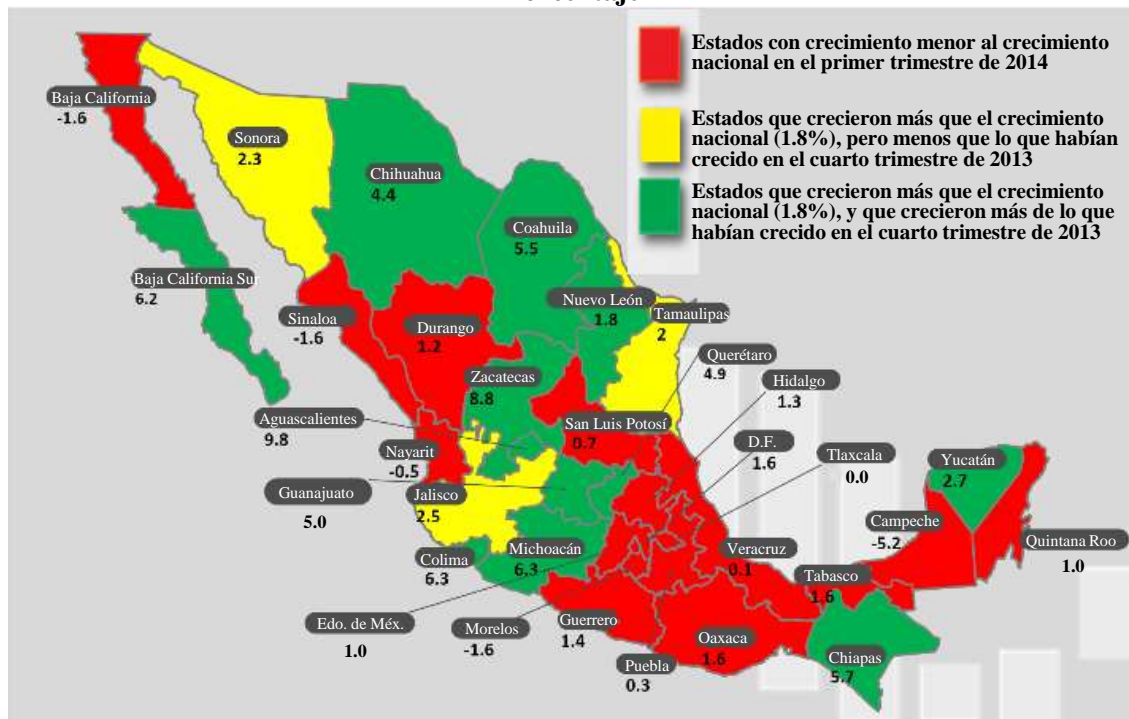 Estados con crecimiento menor al crecimiento
nacional en el primer trimestre de 2014
Estados que crecieron más que el crecimiento
nacional (1.8%), pero menos que lo que habían
crecido en el cuarto trimestre de 2013
Estados que crecieron más que el crecimiento
nacional (1.8%), y que crecieron más de lo que
habían crecido en el cuarto trimestre de 2013
Baja California
-1.6
Sonora
2.3
Chihuahua
4.4
Coahuila
5.5
Baja California Sur
6.2
Nuevo León
1.8
Tamaulipas
2
Sinaloa
-1.6
Durango
1.2
Querétaro
4.9
Zacatecas
8.8
Hidalgo
1.3
Aguascalientes
9.8
San Luis Potosí
0.7
D.F.
1.6
Nayarit
-0.5
Tlaxcala
0.0
Yucatán
2.7
Guanajuato
5.0
Jalisco
2.5
Campeche
-5.2
Quintana Roo
1.0
Colima
6.3
Michoacán
6.3
Veracruz
0.1
Tabasco
1.6
Edo. de Méx.
1.0
Morelos
-1.6
Guerrero
1.4
Oaxaca
1.6
Puebla
0.3
Chiapas
5.7